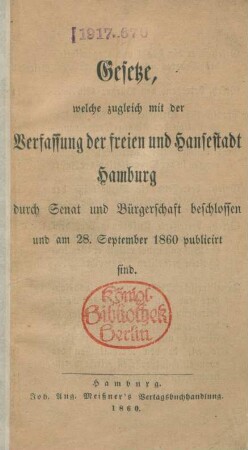 1917. 670
Gesetze,
welche zugleich mit der
Verfassung der freien und Hansestadt
Hamburg
durch Senat und Bürgerschaft beschlossen
und am 28. September 1860 publicirt
sind.
Königl.
Bibliothek
Berlin
Hamburg.
Joh. Aug. Meißner's Verlagsbuchhandlung.
1860.